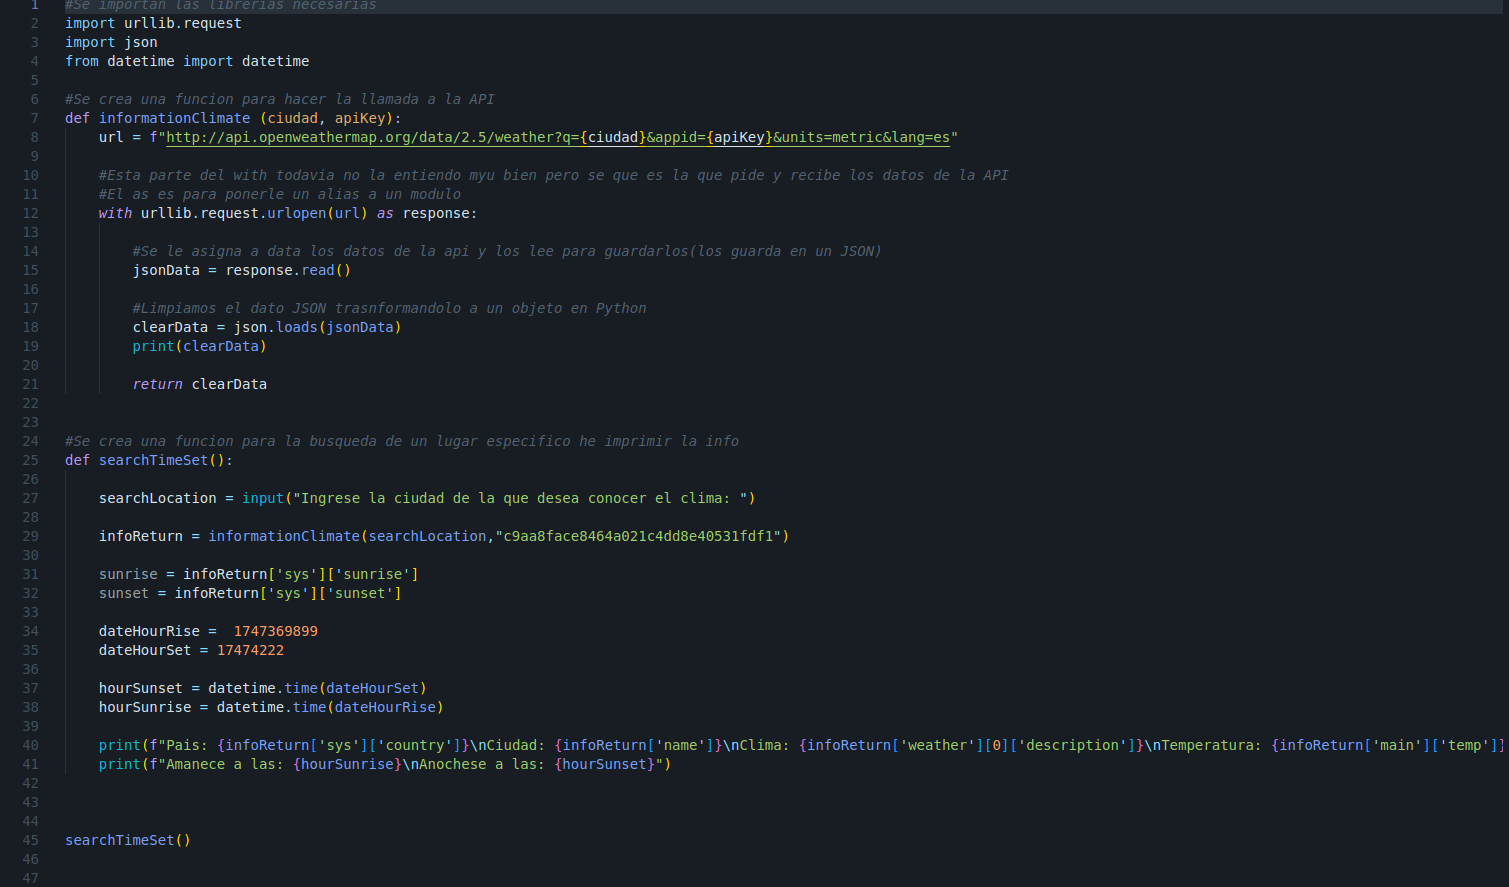 1 #Se importan las librerias necesarias
2 import urllib.request
3 import json
4 from datetime import datetime
5
6 #Se crea una funcion para hacer la llamada a la API
7 def informationClimate (ciudad, apiKey):
8 url = f"http://api.openweathermap.org/data/2.5/weather?q={ciudad}&appid={apiKey}&units=metric&lang=es"
9
10 #Esta parte del with todavia no la entiendo myu bien pero se que es la que pide y recibe los datos de la API
11 #El as es para ponerle un alias a un modulo
12 with urllib.request.urlopen(url) as response:
13
14 #Se le asigna a data los datos de la api y los lee para guardarlos(los guarda en un JSON)
15 jsonData = response.read()
16
17 #Limpiamos el dato JSON trasnformandolo a un objeto en Python
18 clearData = json.loads(jsonData)
19 print(clearData)
20
21 return clearData
22
23
24 #Se crea una funcion para la busqueda de un lugar especifico he imprimir la info
25 def searchTimeSet():
26
27 searchLocation = input("Ingrese la ciudad de la que desea conocer el clima: ")
28
29 infoReturn = informationClimate(searchLocation,"c9aa8face8464a021c4dd8e40531fdf1")
30
31 sunrise = infoReturn['sys']['sunrise']
32 sunset = infoReturn['sys']['sunset']
33
34 dateHourRise =  1747369899
35 dateHourSet = 17474222
36
37 hourSunset = datetime.time(dateHourSet)
38 hourSunrise = datetime.time(dateHourRise)
39
40 print(f"Pais: {infoReturn['sys']['country']}\nCiudad: {infoReturn['name']}\nClima: {infoReturn['weather'][0]['description']}\nTemperatura: {infoReturn['main']['temp']}
41 print(f"Amanece a las: {hourSunrise}\nAnochese a las: {hourSunset}")
42
43
44
45 searchTimeSet()
46
47